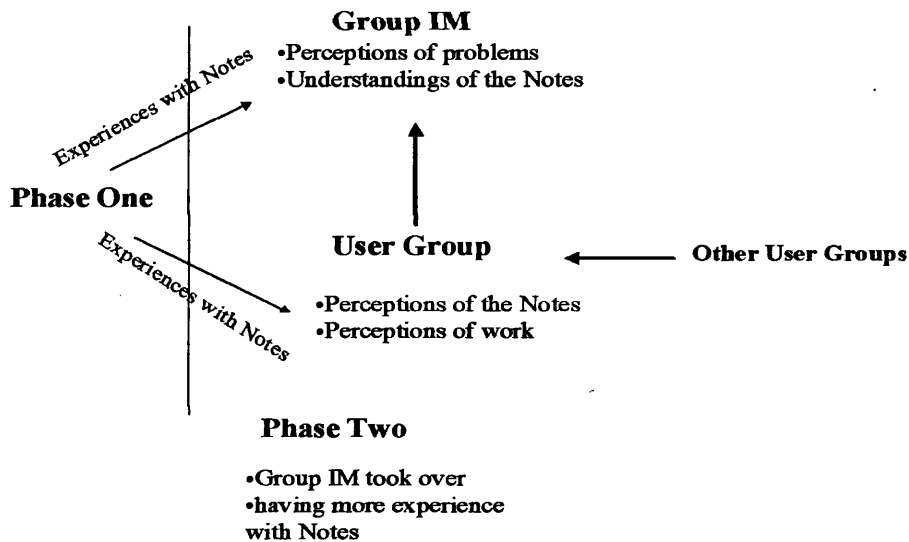 Group IM
•Perceptions of problems
•Understandings of the Notes
Experiences with Notes
Phase One
Experiences with Notes
User Group
Other User Groups
•Perceptions of the Notes
•Perceptions of work
Phase Two
•Group IM took over
•having more experience
with Notes